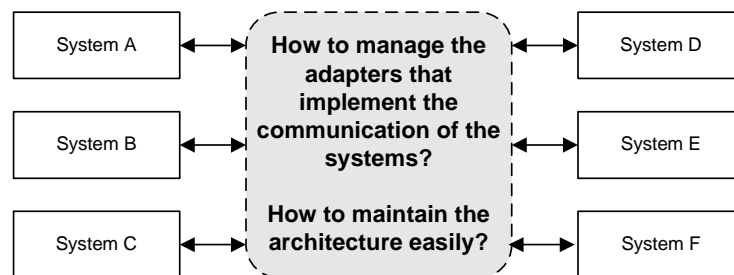 System A
System B
System C
How to manage the
adapters that
implement the
communication of the
systems?
How to maintain the
architecture easily?
System D
System E
System F